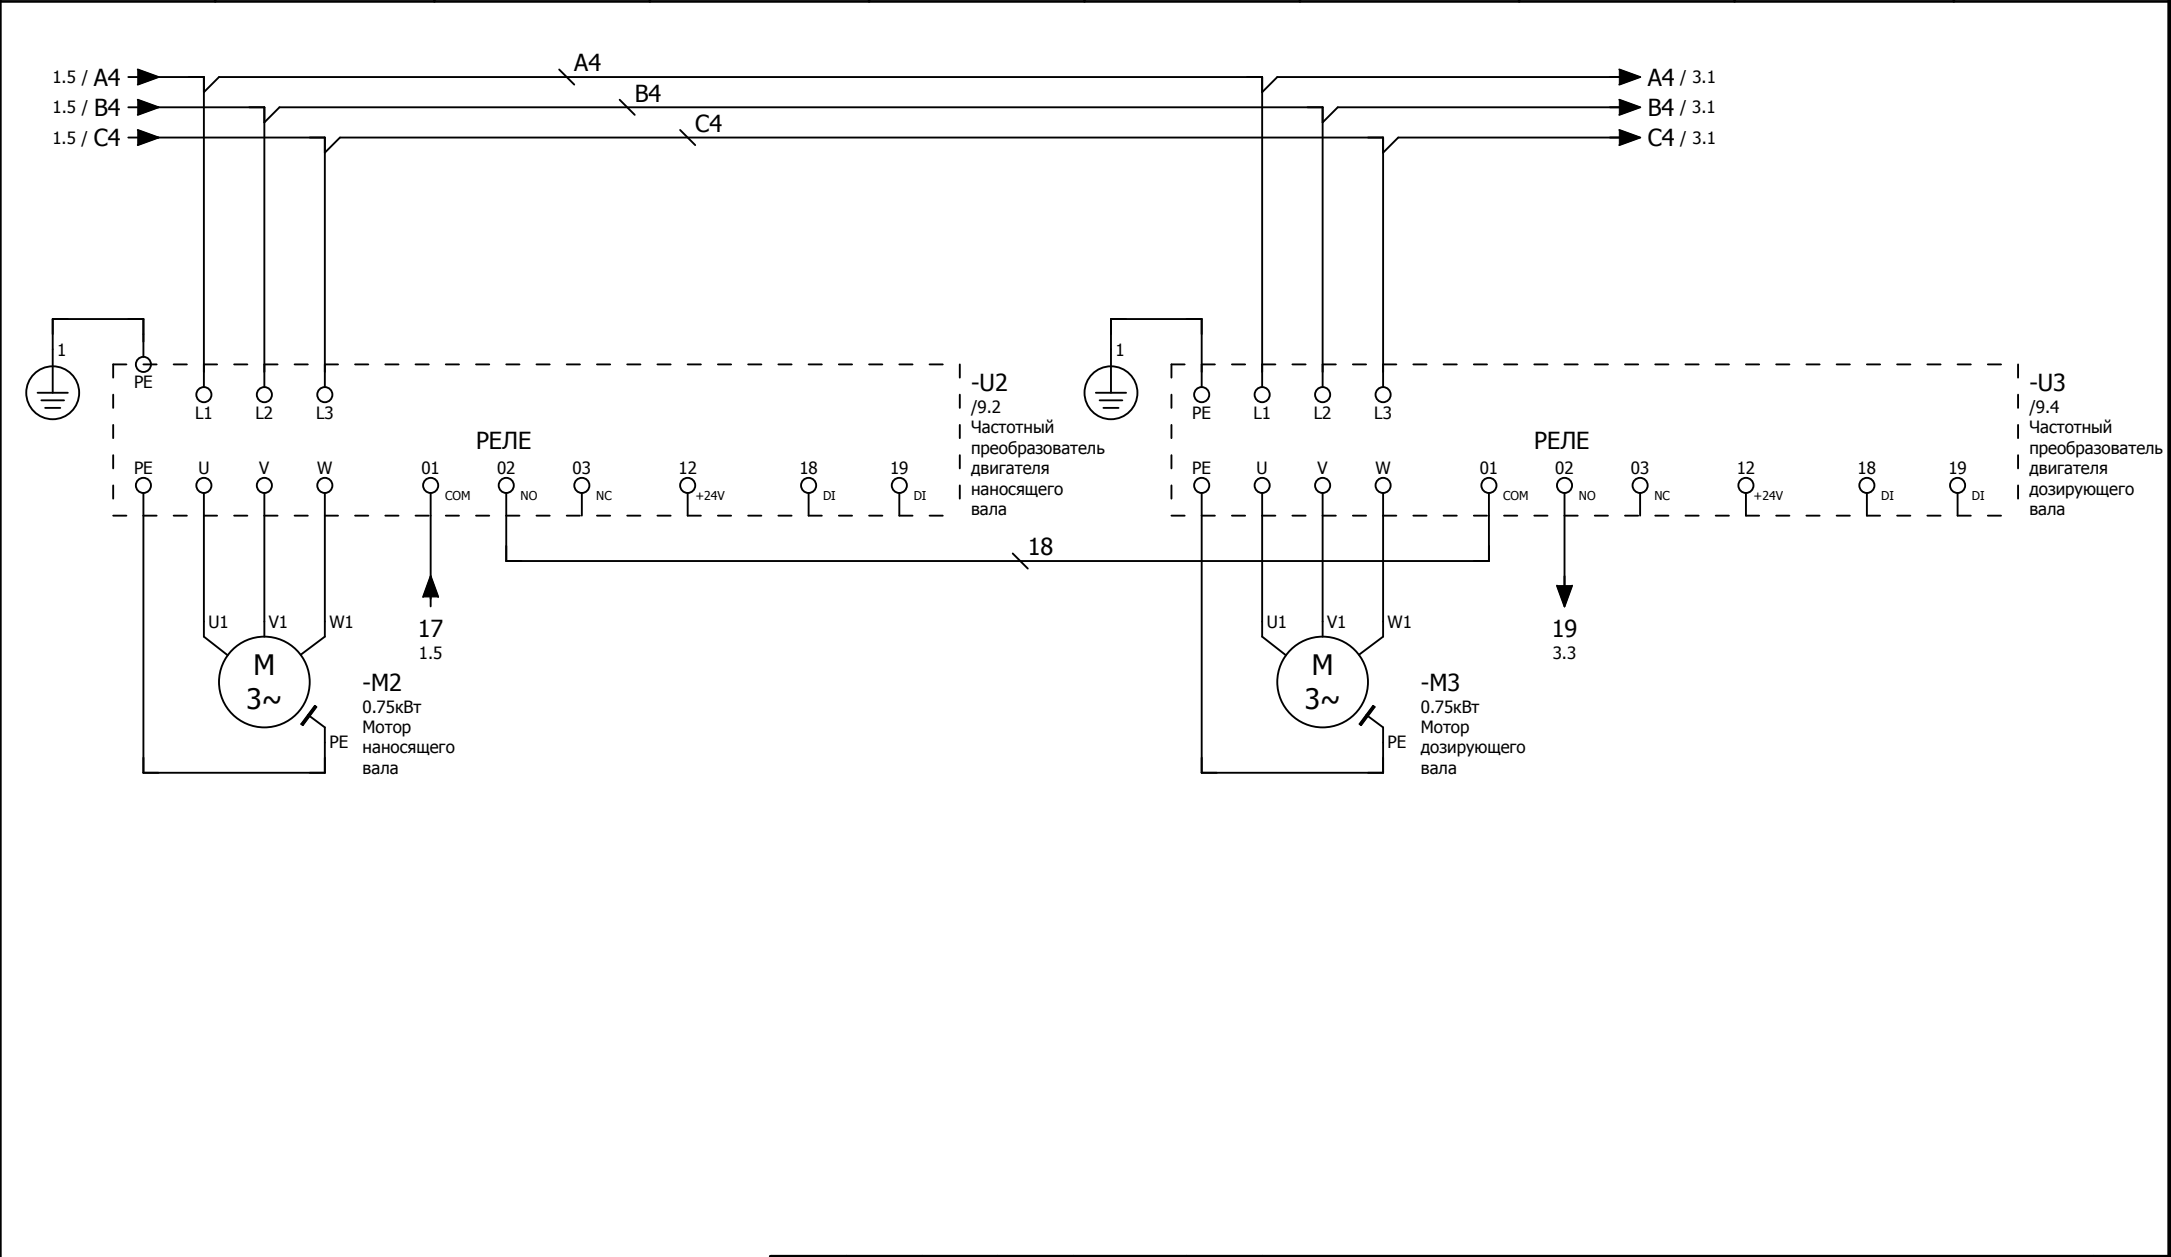 A4
1.5 / A4
A4 / 3.1
B4
1.5 / B4
B4 / 3.1
C4
1.5 / C4
C4 / 3.1
1
PE
L1
L2
L3
РЕЛЕ
PE
U
V
W
01
02
03
12
18
19
COM
NO
NC
+24V
DI
DI
-U2
/9.2
Частотный
преобразователь
двигателя
наносящего
вала
1
PE
L1
L2
L3
РЕЛЕ
PE
U
V
W
01
02
03
12
18
19
COM
NO
NC
+24V
DI
DI
-U3
/9.4
Частотный
преобразователь
двигателя
дозирующего
вала
18
U1
V1
W1
M
3~
PE
17
1.5
-M2
0.75кВт
Мотор
наносящего
вала
U1
V1
W1
M
3~
PE
19
3.3
-M3
0.75кВт
Мотор
дозирующего
вала